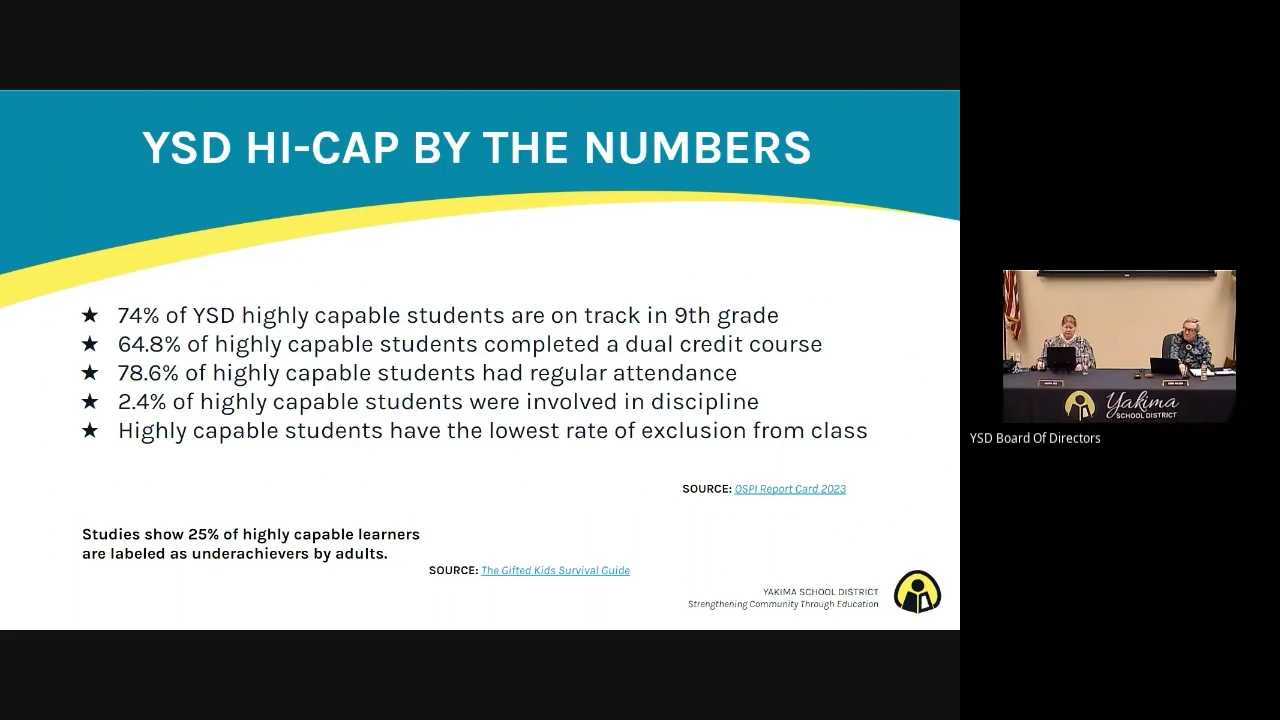 YSD HI-CAP BY THE NUMBERS
★ 74% of YSD highly capable students are on track in 9th grade
★ 64.8% of highly capable students completed a dual credit course
★ 78.6% of highly capable students had regular attendance
★ 2.4% of highly capable students were involved in discipline
★ Highly capable students have the lowest rate of exclusion from class
SOURCE: OSPI Report Card 2023
Studies show 25% of highly capable learners
are labeled as underachievers by adults.
SOURCE: The Gifted Kids Survival Guide
YAKIMA SCHOOL DISTRICT
Strengthening Community Through Education
Yakima
SCHOOL DISTRICT
YSD Board Of Directors